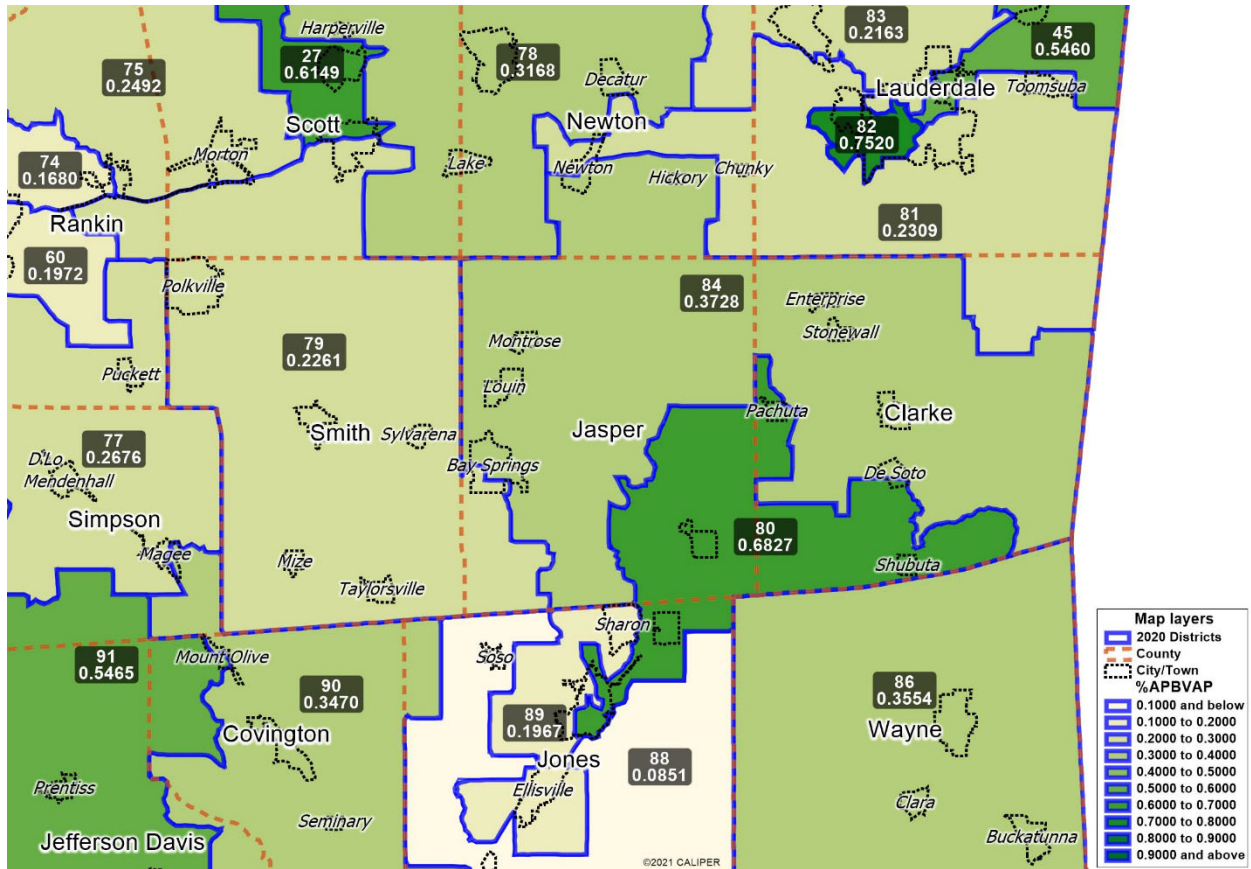 Harperville
83
0.2163
45
0.5460
27
0.6149
78
0.3168
75
0.2492
Decatur
Lauderdale
Toomsuba
Scott
Newton
82
0.7520
74
0.1680
Morton
Lake
Newton
Hickory
Chunky
Rankin
81
0.2309
60
0.1972
Polkville
84
0.3728
Enterprise
Stonewall
79
0.2261
Montrose
Puckett
Louin
Pachuta
Clarke
Smith
Sylvarena
Jasper
77
0.2676
D'Lo
Mendenhall
Bay Springs
De Soto
Simpson
80
0.6827
Magee
Mize
Shubuta
Taylorsville
Sharon
91
0.5465
Mount Olive
Soso
90
0.3470
86
0.3554
89
0.1967
Covington
Wayne
Jones
88
0.0851
Prentiss
Ellisville
Clara
Seminary
Buckatunna
Jefferson Davis
©2021 CALIPER
Map layers
2020 Districts
County
City/Town
%APBVAP
0.1000 and below
0.1000 to 0.2000
0.2000 to 0.3000
0.3000 to 0.4000
0.4000 to 0.5000
0.5000 to 0.6000
0.6000 to 0.7000
0.7000 to 0.8000
0.8000 to 0.9000
0.9000 and above